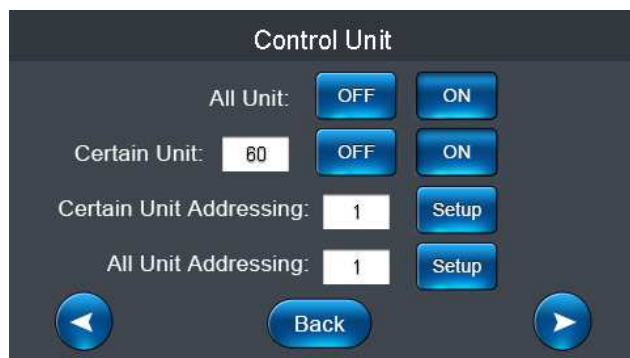 Control Unit
All Unit: OFF ON
Certain Unit: 60 OFF ON
Certain Unit Addressing: 1 Setup
All Unit Addressing: 1 Setup
Back